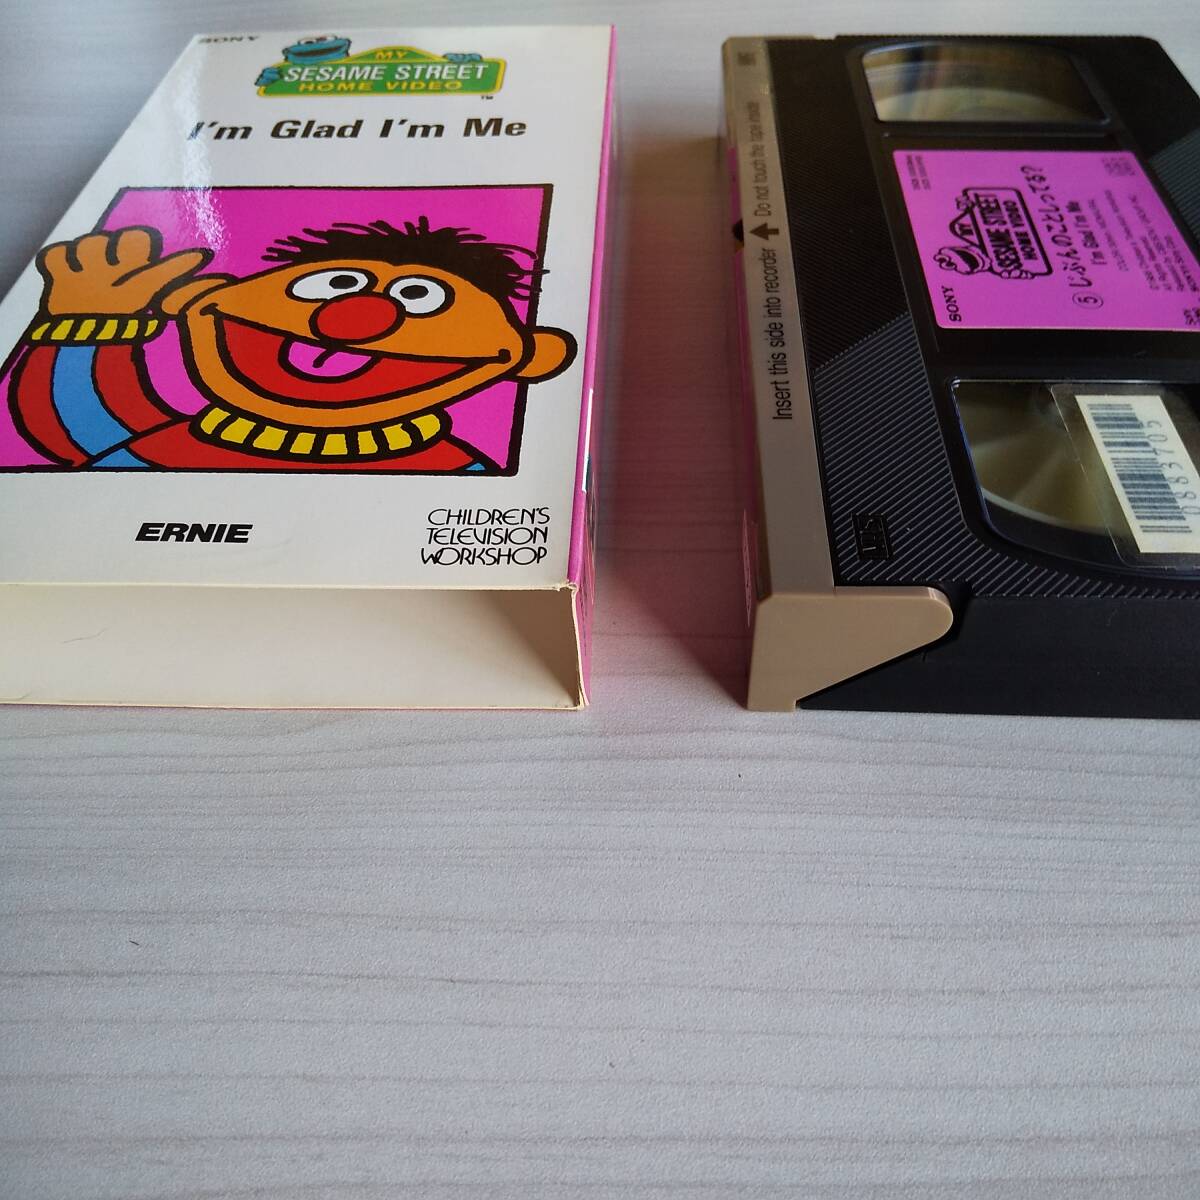 SONY
MY
SESAME STREET
HOME VIDEO
TM
I'm Glad I'm Me
ERNIE
CHILDREN'S
TELEVISION
WORKSHOP
Insert this side into recorder
Do not touch the tape inside
VHS
SONY
MY
SESAME STREET
HOME VIDEO
⑤ じぶんのことしってる?
I'm Glad I'm Me